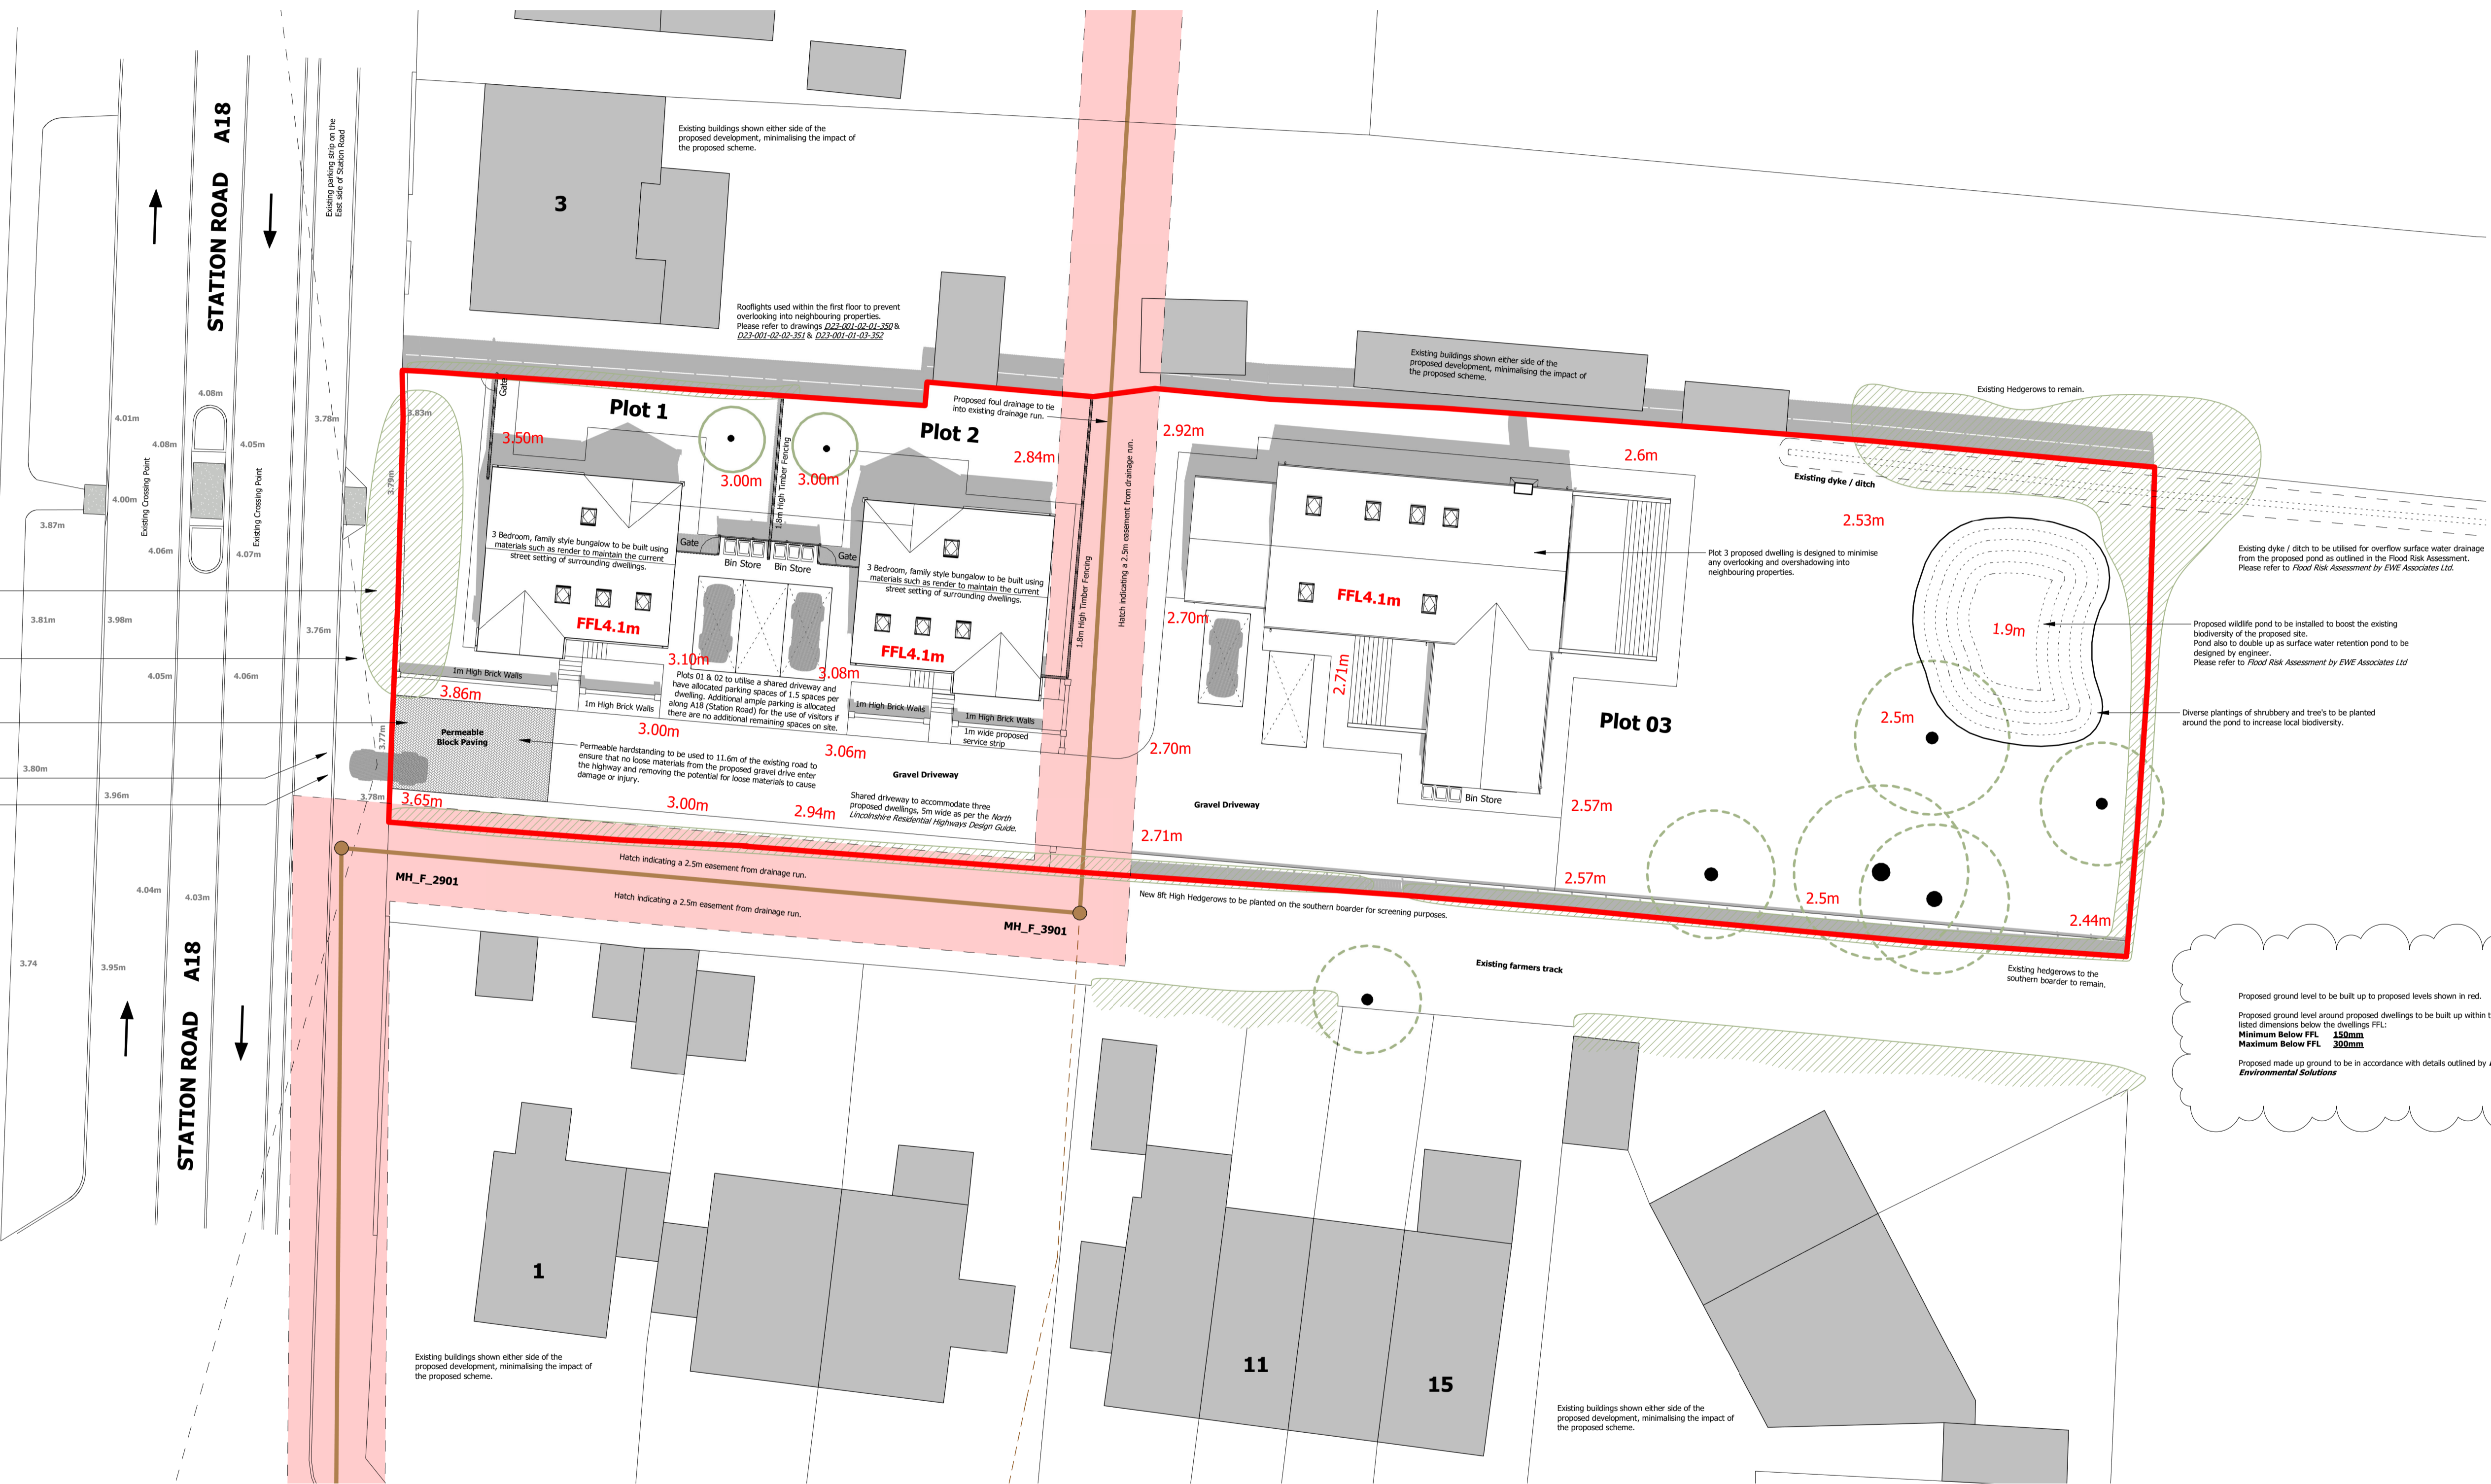 STATION ROAD    A18
Existing parking strip on the
East side of Station Road
Existing buildings shown either side of the
proposed development, minimalising the impact of
the proposed scheme.
3
Rooflights used within the first floor to prevent
overlooking into neighbouring properties.
Please refer to drawings D23-001-02-01-350 &
D23-001-02-02-351 & D23-001-01-03-352
Existing buildings shown either side of the
proposed development, minimalising the impact of
the proposed scheme.
Existing Hedgerows to remain.
4.08m
4.01m
4.08m
4.05m
3.78m
3.83m
Existing Crossing Point
Existing Crossing Point
4.00m
3.87m
3.79m
4.06m
4.07m
3.81m
3.98m
3.76m
4.05m
4.06m
3.77m
3.80m
3.96m
3.78m
4.04m
4.03m
3.74
3.95m
STATION ROAD    A18
Gate
Plot 1
3.50m
3.00m
1.8m High Timber Fencing
3.00m
Plot 2
Proposed foul drainage to tie
into existing drainage run.
2.84m
2.92m
Hatch indicating a 2.5m easement from drainage run.
1.8m High Timber Fencing
3 Bedroom, family style bungalow to be built using
materials such as render to maintain the current
street setting of surrounding dwellings.
FFL4.1m
Gate
Bin Store
Bin Store
Gate
3 Bedroom, family style bungalow to be built using
materials such as render to maintain the current
street setting of surrounding dwellings.
FFL4.1m
3.10m
3.08m
Plots 01 & 02 to utilise a shared driveway and
have allocated parking spaces of 1.5 spaces per
dwelling. Additional ample parking is allocated
along A18 (Station Road) for the use of visitors if
there are no additional remaining spaces on site.
1m High Brick Walls
3.86m
1m High Brick Walls
1m High Brick Walls
1m High Brick Walls
1m wide proposed
service strip
Permeable
Block Paving
3.00m
3.06m
Permeable hardstanding to be used to 11.6m of the existing road to
ensure that no loose materials from the proposed gravel drive enter
the highway and removing the potential for loose materials to cause
damage or injury.
Gravel Driveway
3.65m
3.00m
2.94m
Shared driveway to accommodate three
proposed dwellings, 5m wide as per the North
Lincolnshire Residential Highways Design Guide.
2.6m
Existing dyke / ditch
2.53m
Plot 3 proposed dwelling is designed to minimise
any overlooking and overshadowing into
neighbouring properties.
FFL4.1m
2.70m
2.71m
2.70m
Plot 03
Gravel Driveway
Bin Store
2.57m
2.71m
2.57m
1.9m
2.5m
2.5m
2.44m
Existing dyke / ditch to be utilised for overflow surface water drainage
from the proposed pond as outlined in the Flood Risk Assessment.
Please refer to Flood Risk Assessment by EWE Associates Ltd.
Proposed wildlife pond to be installed to boost the existing
biodiversity of the proposed site.
Pond also to double up as surface water retention pond to be
designed by engineer.
Please refer to Flood Risk Assessment by EWE Associates Ltd
Diverse plantings of shrubbery and tree's to be planted
around the pond to increase local biodiversity.
Hatch indicating a 2.5m easement from drainage run.
MH_F_2901
Hatch indicating a 2.5m easement from drainage run.
MH_F_3901
New 8ft High Hedgerows to be planted on the southern boarder for screening purposes.
Existing farmers track
Existing hedgerows to the
southern boarder to remain.
Proposed ground level to be built up to proposed levels shown in red.
Proposed ground level around proposed dwellings to be built up within t
listed dimensions below the dwellings FFL:
Minimum Below FFL    150mm
Maximum Below FFL    300mm
Proposed made up ground to be in accordance with details outlined by
Environmental Solutions
1
11
15
Existing buildings shown either side of the
proposed development, minimalising the impact of
the proposed scheme.
Existing buildings shown either side of the
proposed development, minimalising the impact of
the proposed scheme.